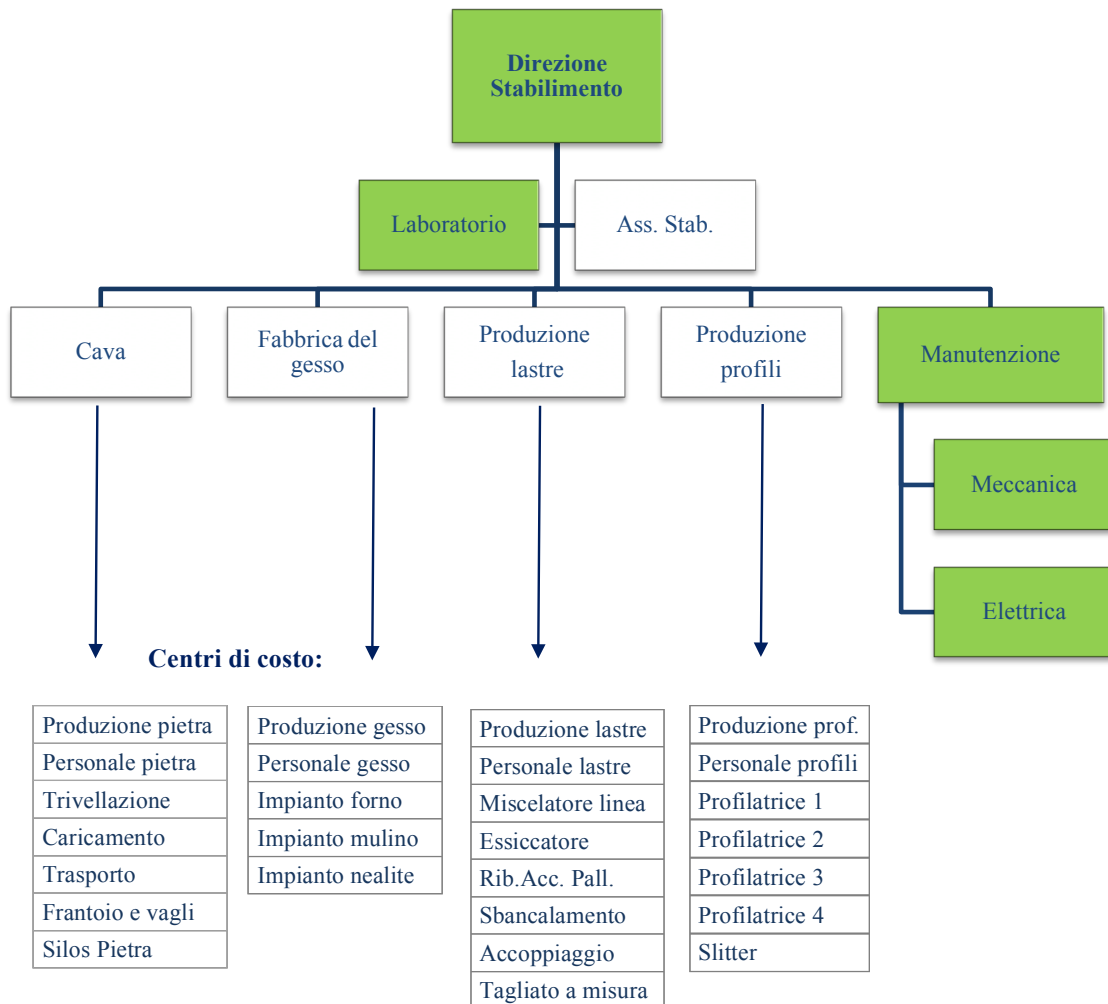 Direzione
Stabilimento
Laboratorio
Ass. Stab.
Cava
Fabbrica del
gesso
Produzione
lastre
Produzione
profili
Manutenzione
Meccanica
Elettrica
Centri di costo:
Produzione pietra
Personale pietra
Trivellazione
Caricamento
Trasporto
Frantoio e vagli
Silos Pietra
Produzione gesso
Personale gesso
Impianto forno
Impianto mulino
Impianto nealite
Produzione lastre
Personale lastre
Miscelatore linea
Essiccatore
Rib.Acc. Pall.
Sbancalamento
Accoppiaggio
Tagliato a misura
Produzione prof.
Personale profili
Profilatrice 1
Profilatrice 2
Profilatrice 3
Profilatrice 4
Slitter